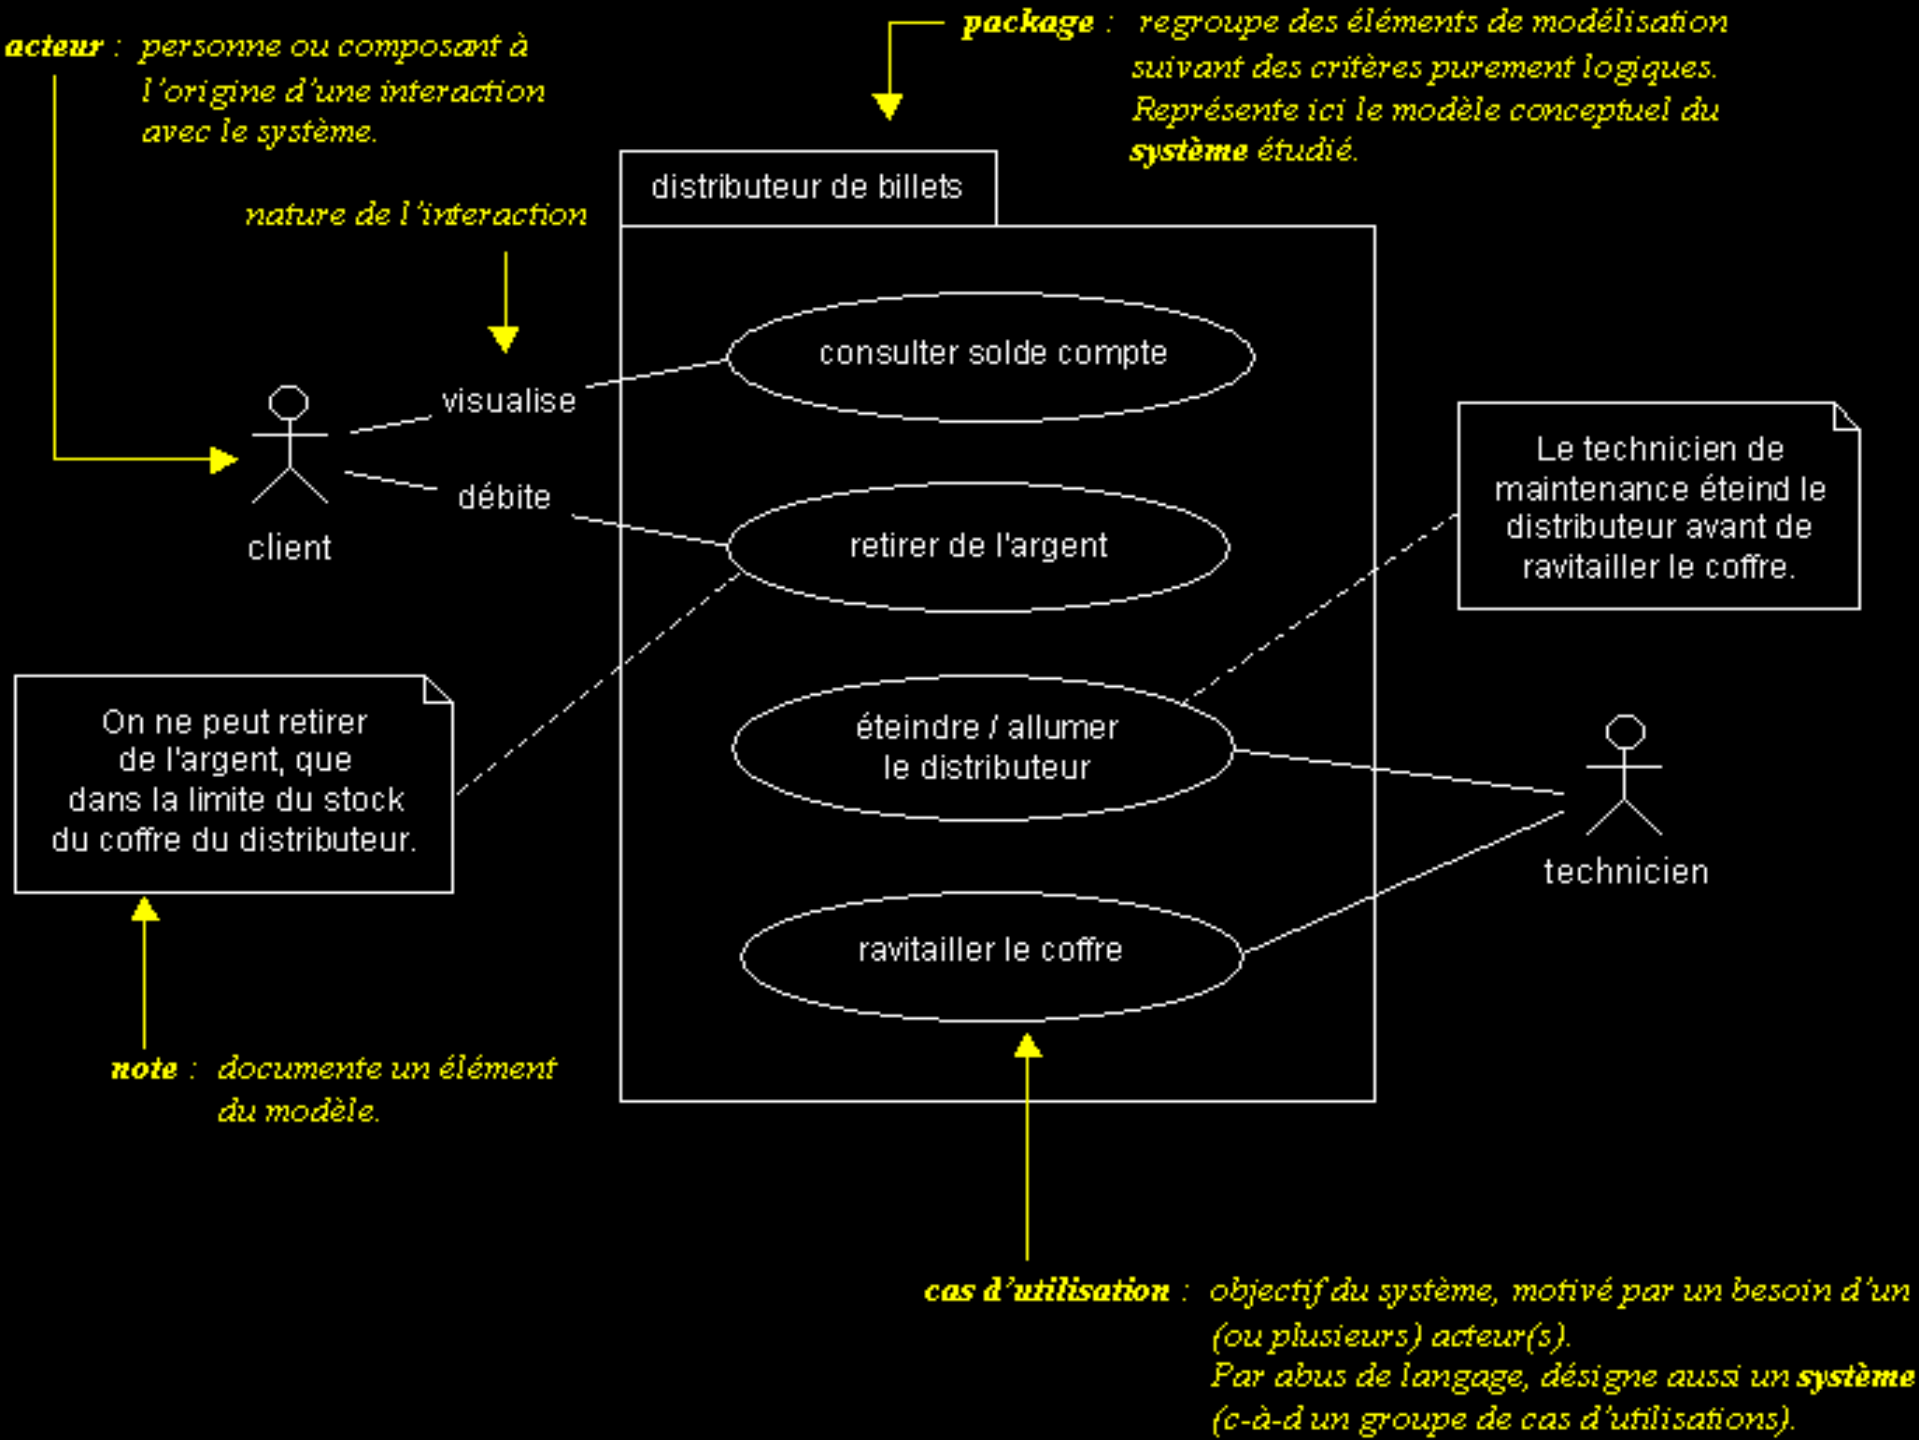 acteur : personne ou composant à
l'origine d'une interaction
avec le système.
package : regroupe des éléments de modélisation
suivant des critères purement logiques.
Représente ici le modèle conceptuel du
système étudié.
nature de l'interaction
distributeur de billets
consulter solde compte
visualise
débite
client
retirer de l'argent
Le technicien de
maintenance éteind le
distributeur avant de
ravitailler le coffre.
On ne peut retirer
de l'argent, que
dans la limite du stock
du coffre du distributeur.
éteindre / allumer
le distributeur
technicien
ravitailler le coffre
note : documente un élément
du modèle.
cas d'utilisation : objectif du système, motivé par un besoin d'un
(ou plusieurs) acteur(s).
Par abus de langage, désigne aussi un système
(c-à-d un groupe de cas d'utilisations).